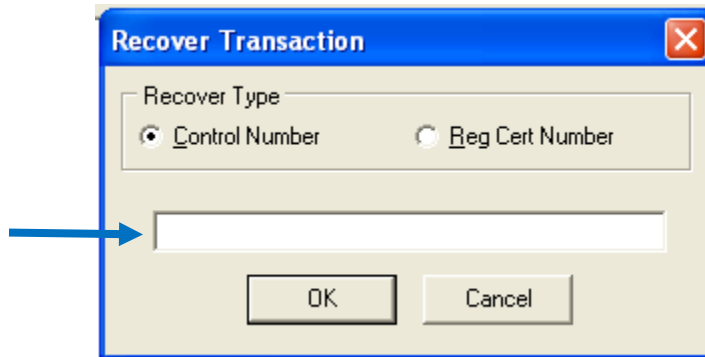 Recover Transaction
Recover Type
Control Number Reg Cert Number
OK Cancel